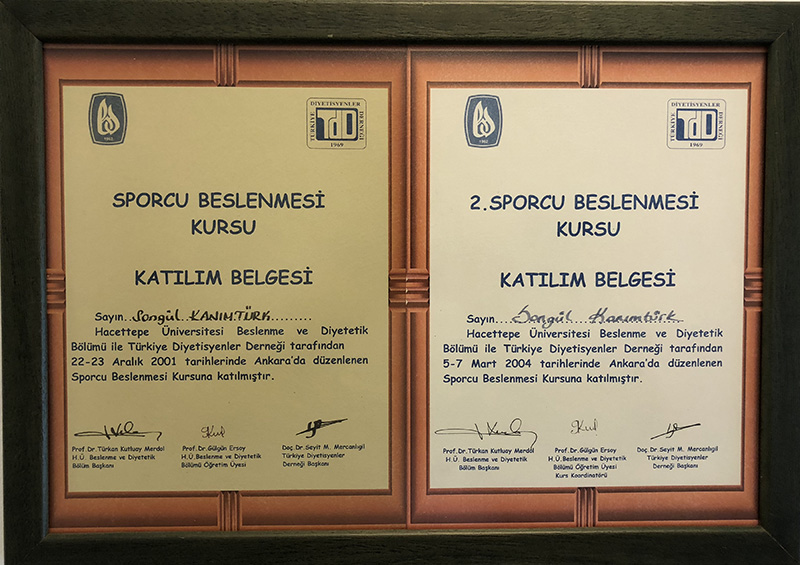 1962
DİYETİSYENLER
TÜRKİYE
TDD
DERNEĞİ
1969
SPORCU BESLENMESİ
KURSU
KATILIM BELGESİ
Sayın...Songül..KANIMTÜRK.........
Hacettepe Üniversitesi Beslenme ve Diyetetik
Bölümü ile Türkiye Diyetisyenler Derneği tarafından
22-23 Aralık 2001 tarihlerinde Ankara'da düzenlenen
Sporcu Beslenmesi Kursuna katılmıştır.
Prof.Dr.Türkan Kutluay Merdol
H.Ü. Beslenme ve Diyetetik
Bölüm Başkanı
Prof.Dr.Gülgün Ersoy
H.Ü.Beslenme ve Diyetetik
Bölümü Öğretim Üyesi
Doç.Dr.Seyit M. Mercanlıgil
Türkiye Diyetisyenler
Derneği Başkanı
1962
DİYETİSYENLER
TÜRKİYE
TDD
DERNEĞİ
1969
2.SPORCU BESLENMESİ
KURSU
KATILIM BELGESİ
Sayın....Songül...Kanımtürk...
Hacettepe Üniversitesi Beslenme ve Diyetetik
Bölümü ile Türkiye Diyetisyenler Derneği tarafından
5-7 Mart 2004 tarihlerinde Ankara'da düzenlenen
Sporcu Beslenmesi Kursuna katılmıştır.
Prof.Dr.Türkan Kutluay Merdol
H.Ü. Beslenme ve Diyetetik
Bölüm Başkanı
Prof.Dr.Gülgün Ersoy
H.Ü.Beslenme ve Diyetetik
Bölümü Öğretim Üyesi
Kurs Koordinatörü
Doç.Dr.Seyit M. Mercanlıgil
Türkiye Diyetisyenler
Derneği Başkanı